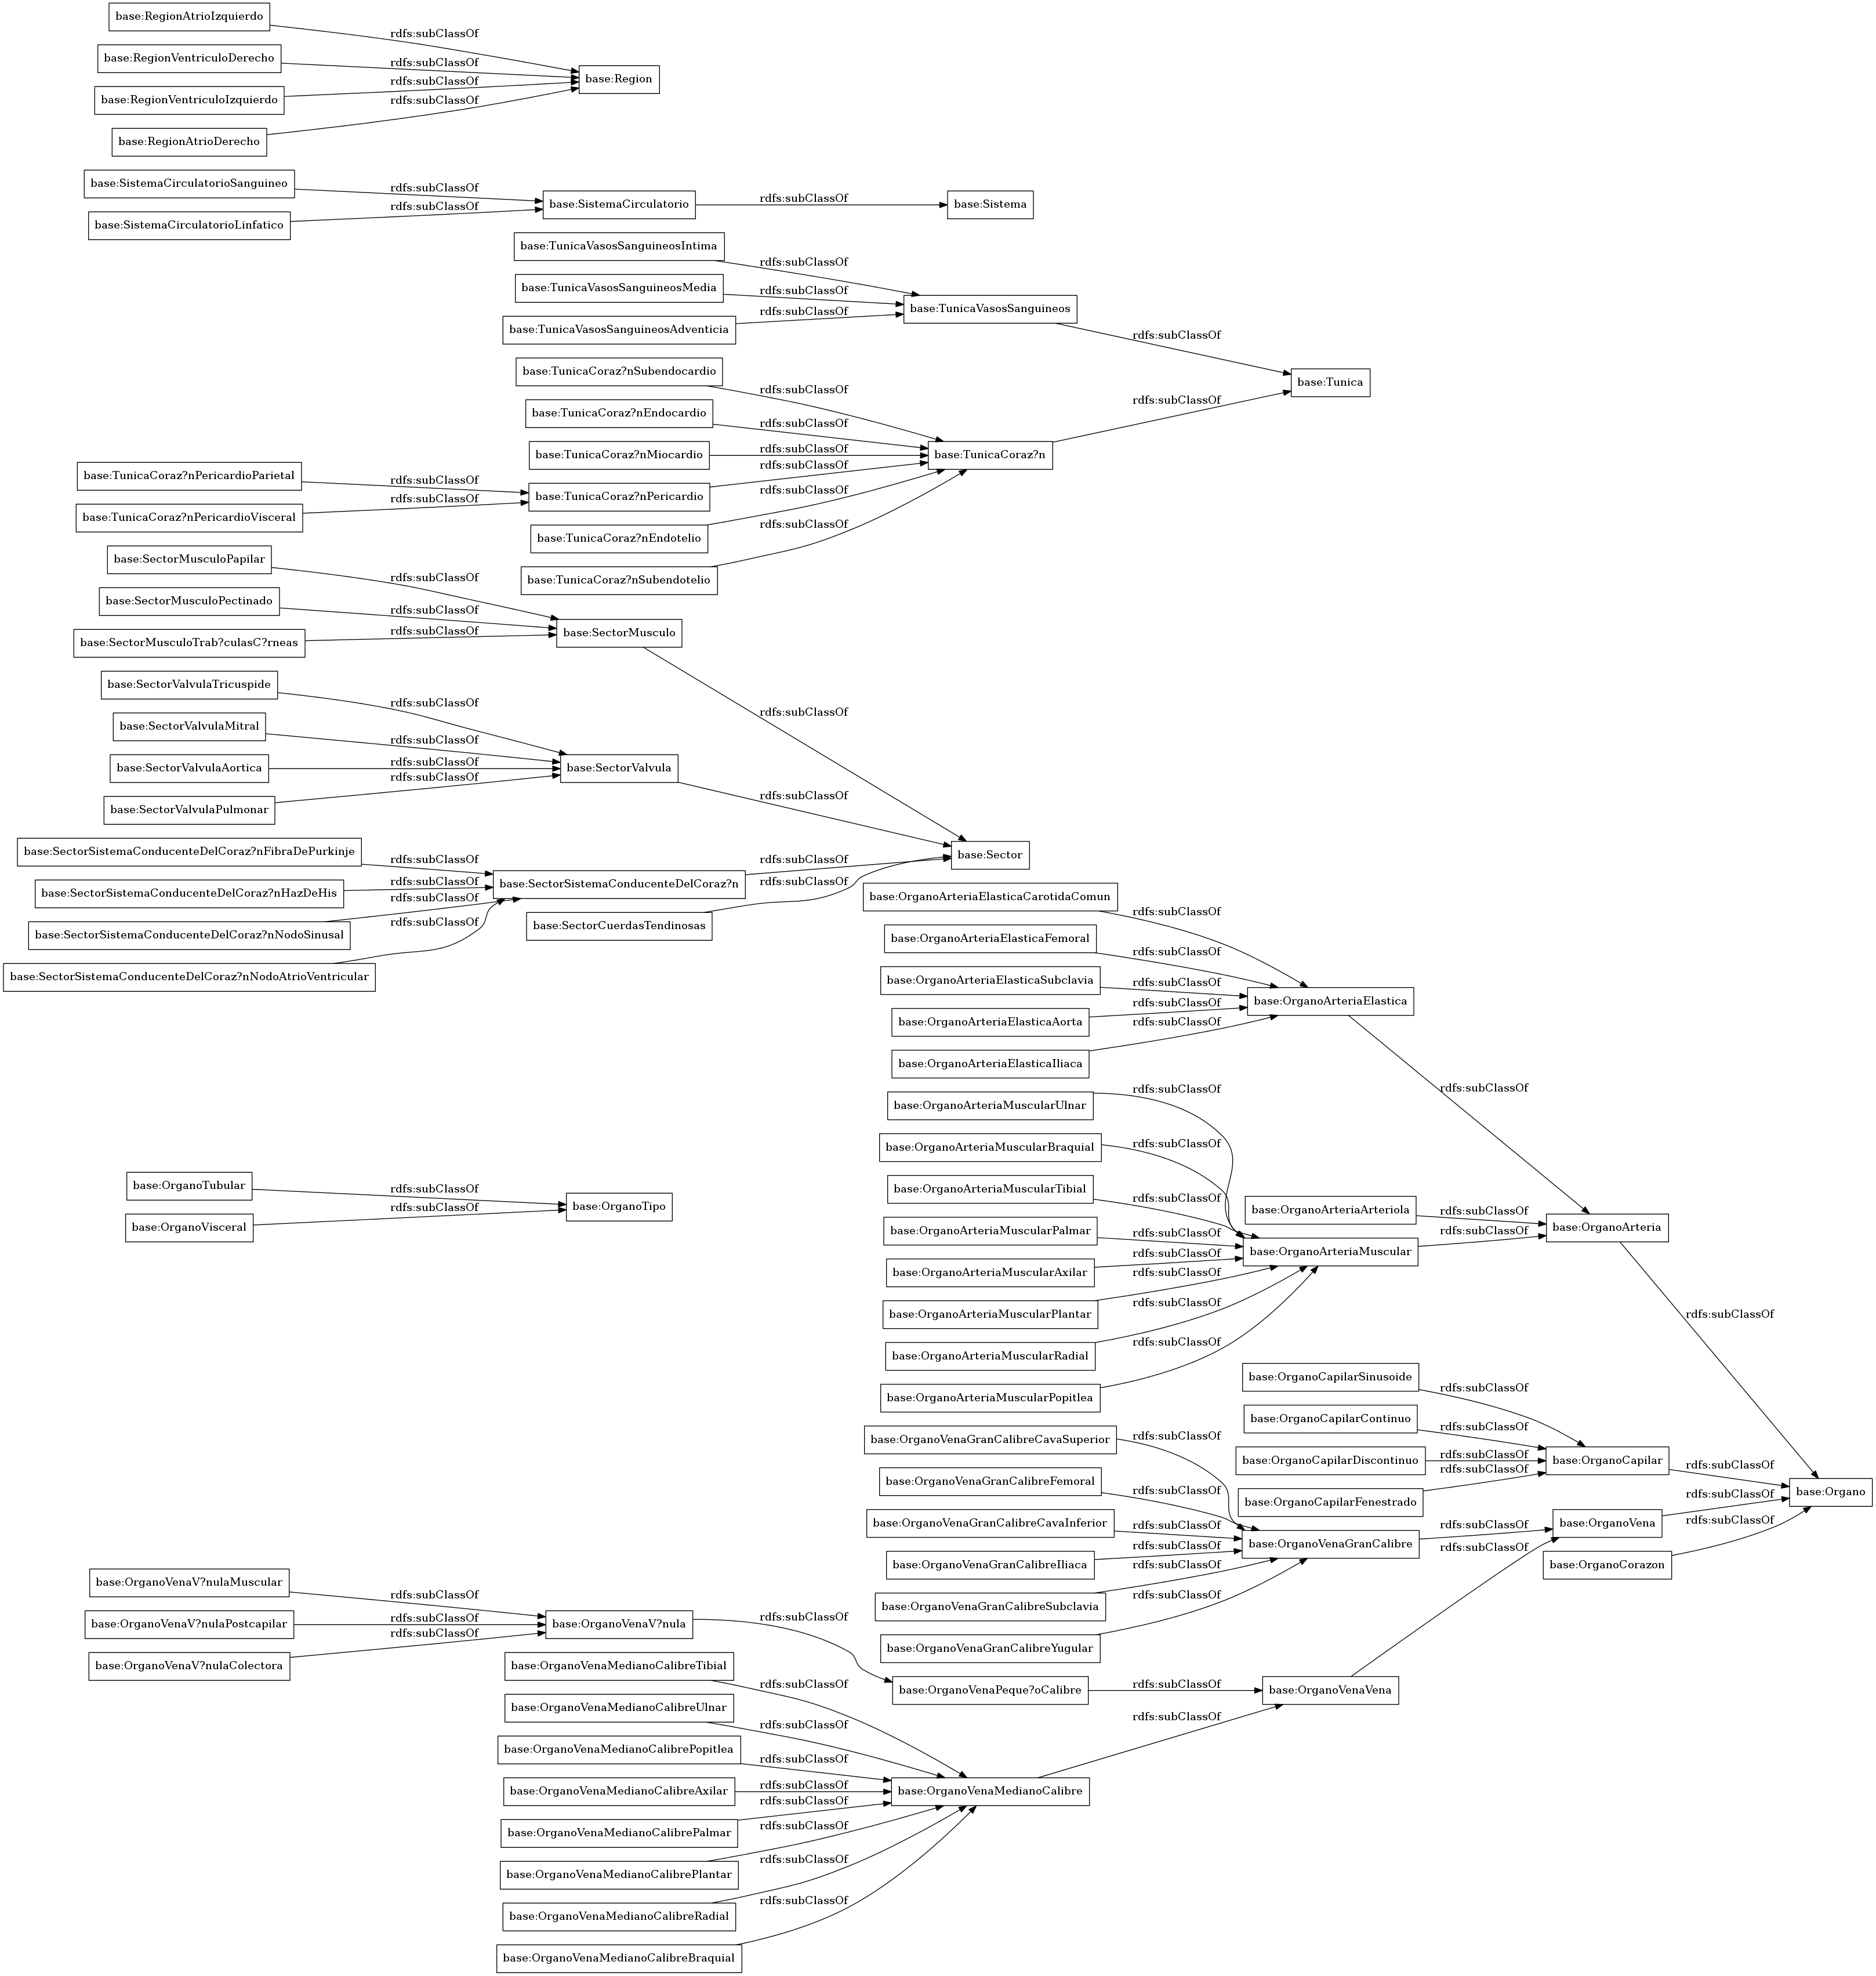 base:RegionAtrioIzquierdo
rdfs:subClassOf
base:RegionVentriculoDerecho
rdfs:subClassOf
base:Region
rdfs:subClassOf
base:RegionVentriculoIzquierdo
rdfs:subClassOf
base:RegionAtrioDerecho
base:SistemaCirculatorioSanguineo
rdfs:subClassOf
base:SistemaCirculatorio
rdfs:subClassOf
base:Sistema
rdfs:subClassOf
base:SistemaCirculatorioLinfatico
base:TunicaVasosSanguineosIntima
rdfs:subClassOf
base:TunicaVasosSanguineosMedia
rdfs:subClassOf
base:TunicaVasosSanguineos
rdfs:subClassOf
base:TunicaVasosSanguineosAdventicia
rdfs:subClassOf
base:TunicaCoraz?nSubendocardio
rdfs:subClassOf
base:Tunica
rdfs:subClassOf
base:TunicaCoraz?nEndocardio
rdfs:subClassOf
base:TunicaCoraz?nMiocardio
rdfs:subClassOf
base:TunicaCoraz?n
rdfs:subClassOf
base:TunicaCoraz?nPericardioParietal
rdfs:subClassOf
base:TunicaCoraz?nPericardio
rdfs:subClassOf
rdfs:subClassOf
base:TunicaCoraz?nPericardioVisceral
rdfs:subClassOf
base:TunicaCoraz?nEndotelio
base:SectorMusculoPapilar
rdfs:subClassOf
base:TunicaCoraz?nSubendotelio
base:SectorMusculoPectinado
rdfs:subClassOf
rdfs:subClassOf
base:SectorMusculo
base:SectorMusculoTrab?culasC?rneas
base:SectorValvulaTricuspide
rdfs:subClassOf
rdfs:subClassOf
base:SectorValvulaMitral
rdfs:subClassOf
rdfs:subClassOf
base:SectorValvulaAortica
base:SectorValvula
rdfs:subClassOf
rdfs:subClassOf
base:SectorValvulaPulmonar
base:SectorSistemaConducenteDelCoraz?nFibraDePurkinje
rdfs:subClassOf
rdfs:subClassOf
base:Sector
rdfs:subClassOf
base:SectorSistemaConducenteDelCoraz?n
rdfs:subClassOf
base:SectorSistemaConducenteDelCoraz?nHazDeHis
rdfs:subClassOf
base:OrganoArteriaElasticaCarotidaComun
rdfs:subClassOf
rdfs:subClassOf
base:SectorCuerdasTendinosas
base:SectorSistemaConducenteDelCoraz?nNodoSinusal
base:OrganoArteriaElasticaFemoral
rdfs:subClassOf
base:SectorSistemaConducenteDelCoraz?nNodoAtrioVentricular
base:OrganoArteriaElasticaSubclavia
rdfs:subClassOf
rdfs:subClassOf
base:OrganoArteriaElastica
base:OrganoArteriaElasticaAorta
rdfs:subClassOf
base:OrganoArteriaElasticaIliaca
rdfs:subClassOf
rdfs:subClassOf
base:OrganoArteriaMuscularUlnar
rdfs:subClassOf
base:OrganoArteriaMuscularBraquial
base:OrganoTubular
rdfs:subClassOf
base:OrganoArteriaMuscularTibial
rdfs:subClassOf
base:OrganoTipo
rdfs:subClassOf
base:OrganoArteriaArteriola
rdfs:subClassOf
base:OrganoVisceral
base:OrganoArteriaMuscularPalmar
rdfs:subClassOf
rdfs:subClassOf
base:OrganoArteria
base:OrganoArteriaMuscular
rdfs:subClassOf
base:OrganoArteriaMuscularAxilar
rdfs:subClassOf
base:OrganoArteriaMuscularPlantar
rdfs:subClassOf
rdfs:subClassOf
rdfs:subClassOf
base:OrganoArteriaMuscularRadial
base:OrganoCapilarSinusoide
rdfs:subClassOf
base:OrganoArteriaMuscularPopitlea
base:OrganoCapilarContinuo
rdfs:subClassOf
base:OrganoVenaGranCalibreCavaSuperior
rdfs:subClassOf
base:OrganoCapilarDiscontinuo
rdfs:subClassOf
base:OrganoCapilar
rdfs:subClassOf
rdfs:subClassOf
base:OrganoVenaGranCalibreFemoral
rdfs:subClassOf
base:OrganoCapilarFenestrado
base:Organo
rdfs:subClassOf
base:OrganoVenaGranCalibreCavaInferior
rdfs:subClassOf
rdfs:subClassOf
base:OrganoVena
rdfs:subClassOf
base:OrganoVenaGranCalibre
rdfs:subClassOf
rdfs:subClassOf
base:OrganoVenaGranCalibreIliaca
rdfs:subClassOf
base:OrganoCorazon
base:OrganoVenaV?nulaMuscular
rdfs:subClassOf
rdfs:subClassOf
base:OrganoVenaGranCalibreSubclavia
base:OrganoVenaV?nulaPostcapilar
rdfs:subClassOf
base:OrganoVenaV?nula
rdfs:subClassOf
rdfs:subClassOf
base:OrganoVenaGranCalibreYugular
base:OrganoVenaV?nulaColectora
base:OrganoVenaMedianoCalibreTibial
rdfs:subClassOf
base:OrganoVenaPeque?oCalibre
rdfs:subClassOf
base:OrganoVenaVena
base:OrganoVenaMedianoCalibreUlnar
rdfs:subClassOf
rdfs:subClassOf
base:OrganoVenaMedianoCalibrePopitlea
rdfs:subClassOf
base:OrganoVenaMedianoCalibreAxilar
rdfs:subClassOf
base:OrganoVenaMedianoCalibre
rdfs:subClassOf
base:OrganoVenaMedianoCalibrePalmar
rdfs:subClassOf
base:OrganoVenaMedianoCalibrePlantar
rdfs:subClassOf
base:OrganoVenaMedianoCalibreRadial
rdfs:subClassOf
base:OrganoVenaMedianoCalibreBraquial